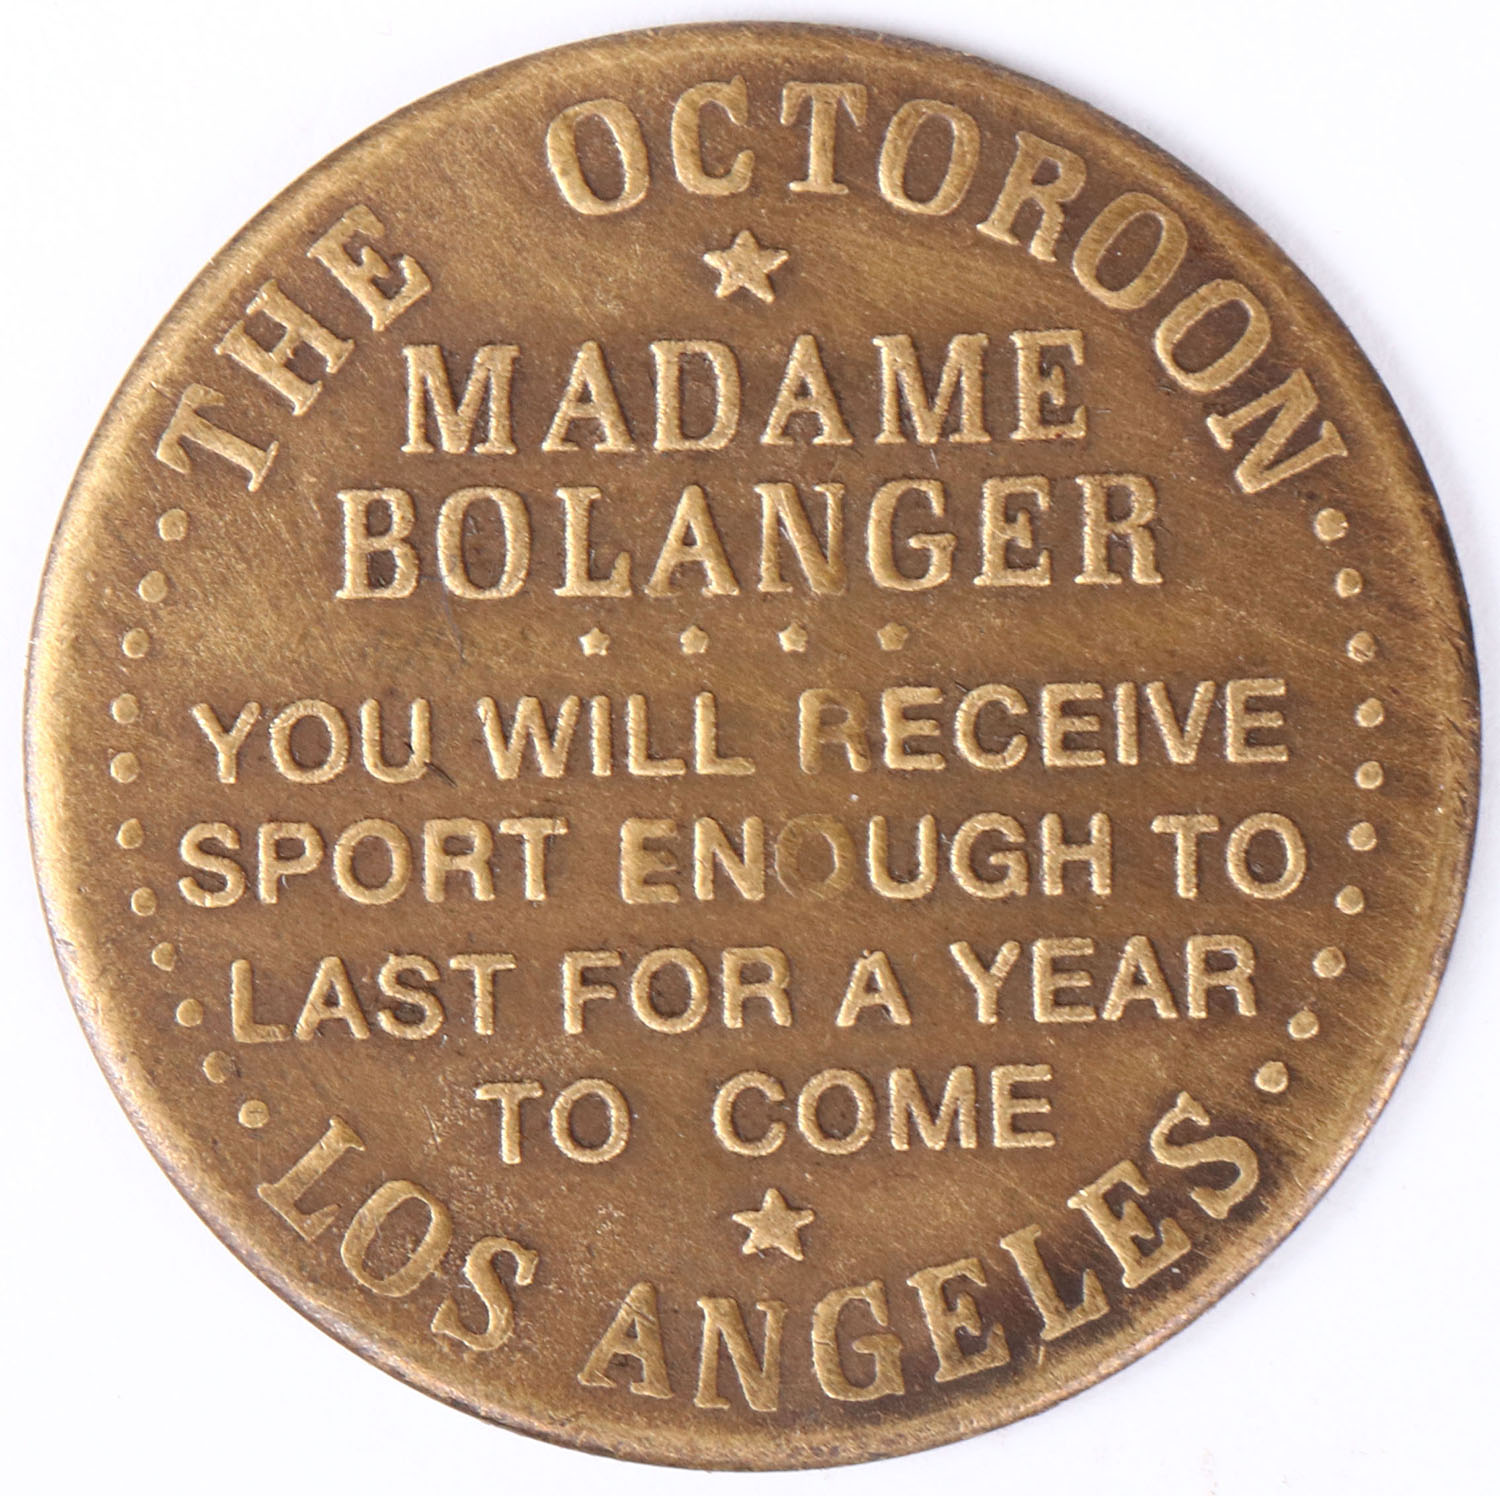 THE OCTOROON
MADAME
BOLANGER
YOU WILL RECEIVE
SPORT ENOUGH TO
LAST FOR A YEAR
TO COME
LOS ANGELES